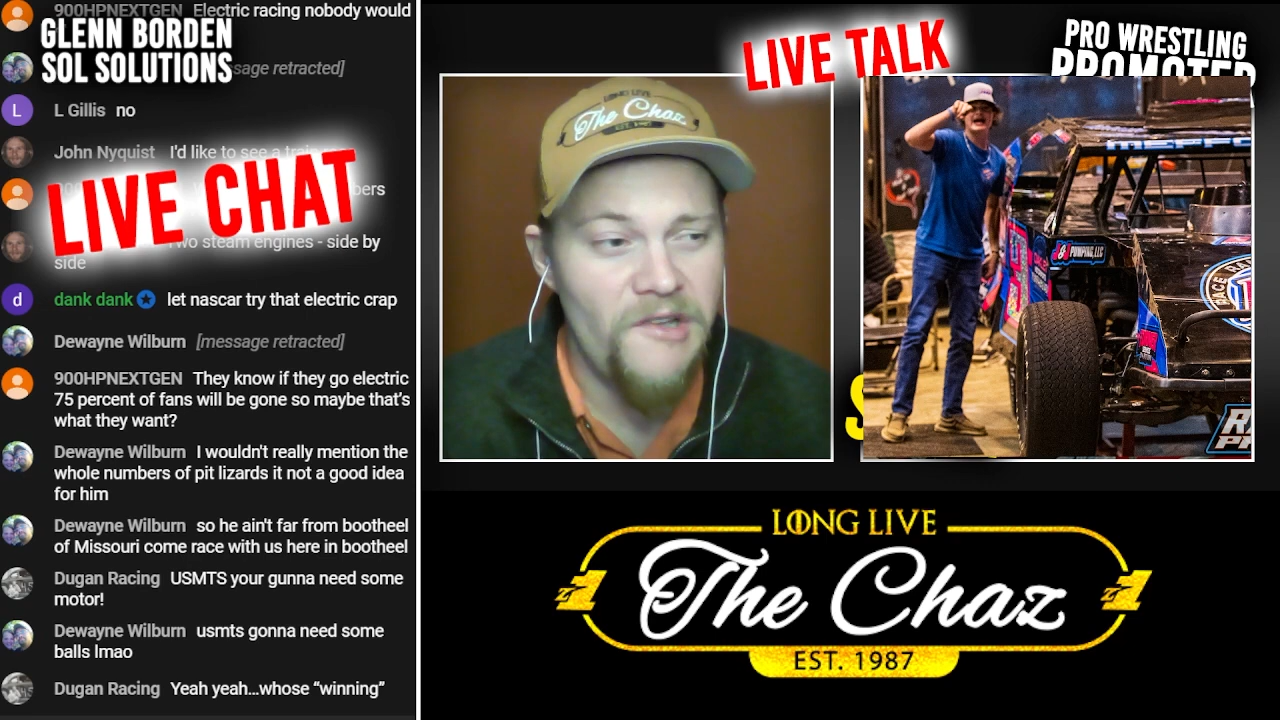 900HPNEXTGEN Electric racing nobody would
GLENN BORDEN
SOL SOLUTIONS
[message retracted]
L Gillis no
John Nyquist I'd like to see a
LIVE CHAT
Two steam engines - side by
side
dank dank let nascar try that electric crap
Dewayne Wilburn [message retracted]
900HPNEXTGEN They know if they go electric
75 percent of fans will be gone so maybe that's
what they want?
Dewayne Wilburn I wouldn't really mention the
whole numbers of pit lizards it not a good idea
for him
Dewayne Wilburn so he ain't far from bootheel
of Missouri come race with us here in bootheel
Dugan Racing USMTS your gunna need some
motor!
Dewayne Wilburn usmts gonna need some
balls lmao
Dugan Racing Yeah yeah...whose “winning”
LIVE TALK
PRO WRESTLING
PROMOTER
LONG LIVE
The Chaz
EST. 1987
PUMPING, LLC
RACE
LONG LIVE
The Chaz
EST. 1987